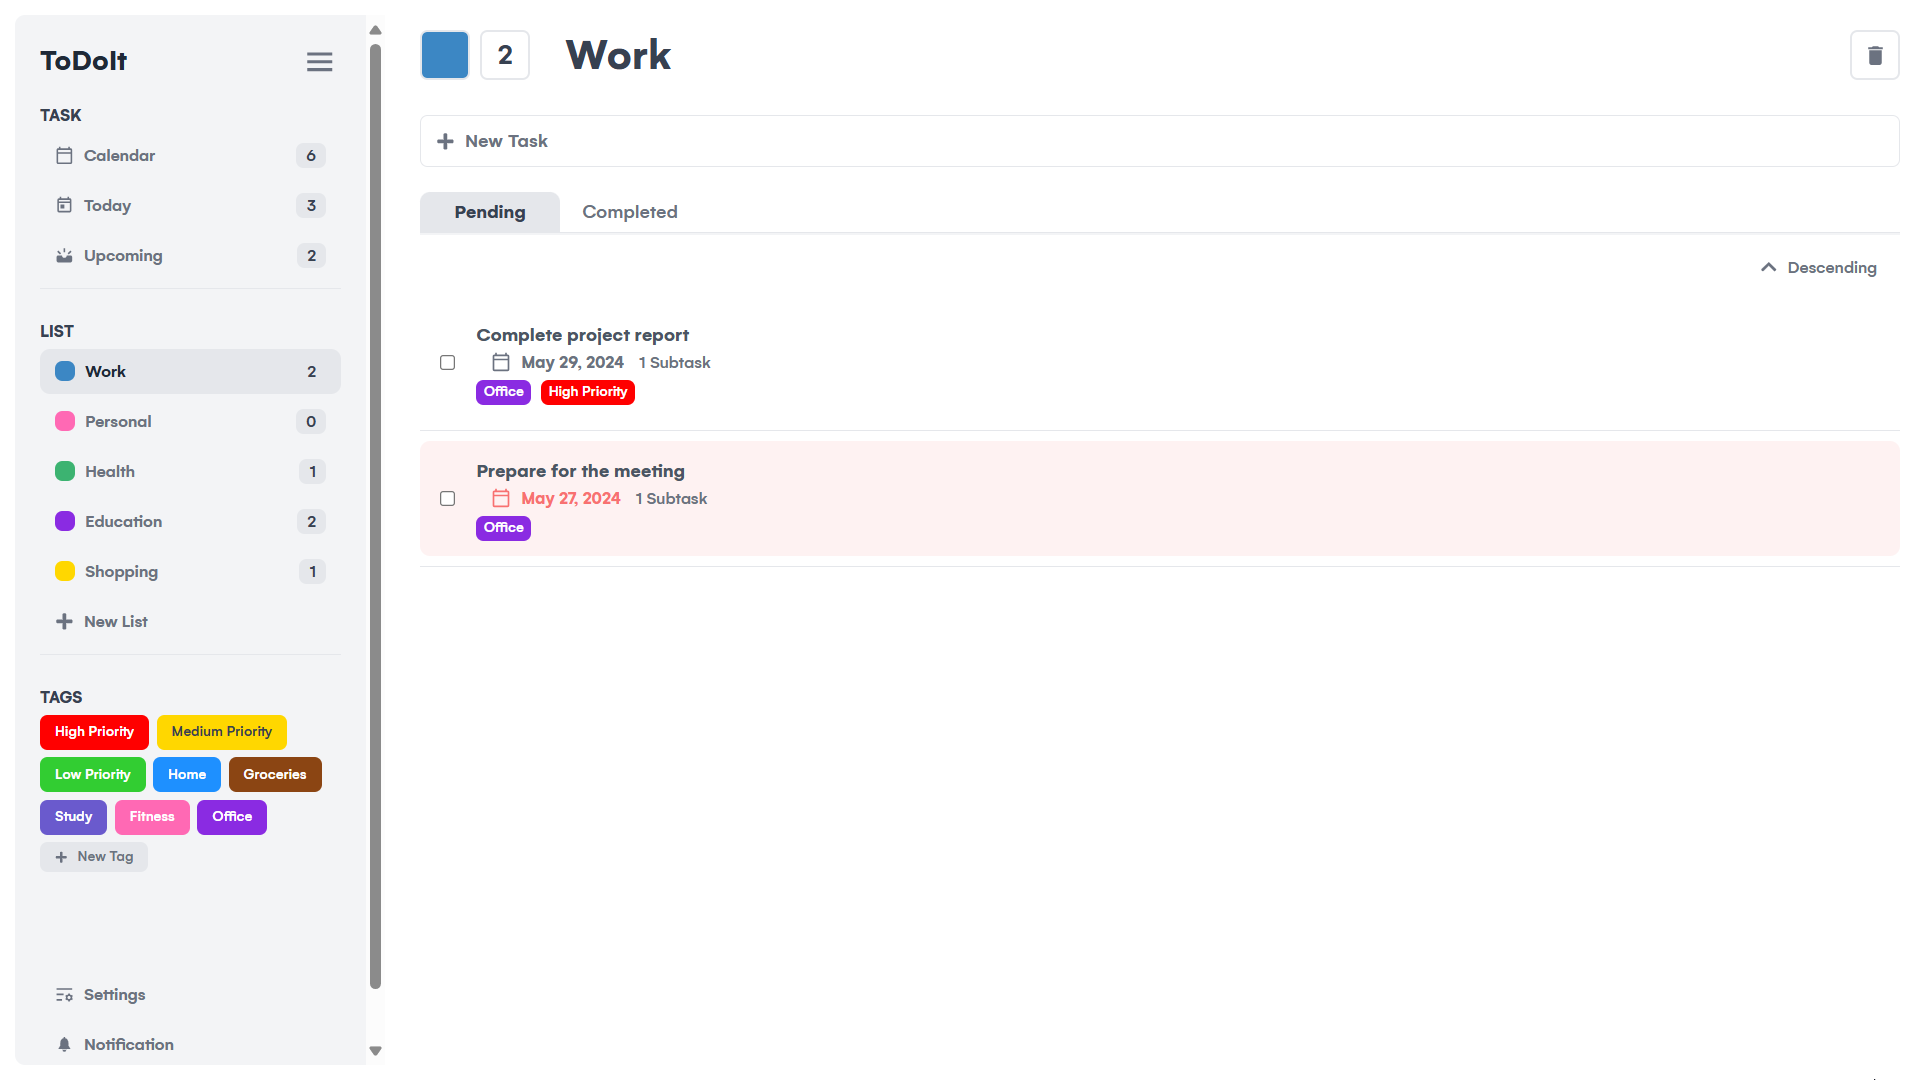 ToDoIt
TASK
Calendar 6
Today 3
Upcoming 2
LIST
Work 2
Personal 0
Health 1
Education 2
Shopping 1
New List
TAGS
High Priority Medium Priority
Low Priority Home Groceries
Study Fitness Office
New Tag
Settings
Notification
2 Work
New Task
Pending Completed
Descending
Complete project report
May 29, 2024 1 Subtask
Office High Priority
Prepare for the meeting
May 27, 2024 1 Subtask
Office